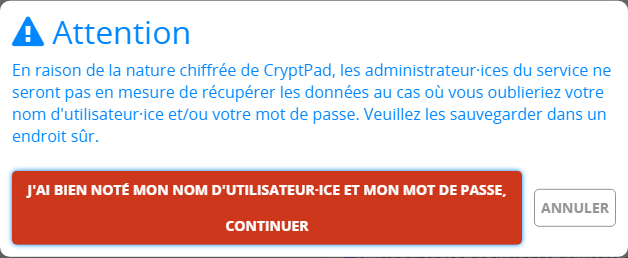 Attention
En raison de la nature chiffrée de CryptPad, les administrateur·ices du service ne
seront pas en mesure de récupérer les données au cas où vous oublieriez votre
nom d'utilisateur·ice et/ou votre mot de passe. Veuillez les sauvegarder dans un
endroit sûr.
J'AI BIEN NOTÉ MON NOM D'UTILISATEUR·ICE ET MON MOT DE PASSE,
CONTINUER
ANNULER